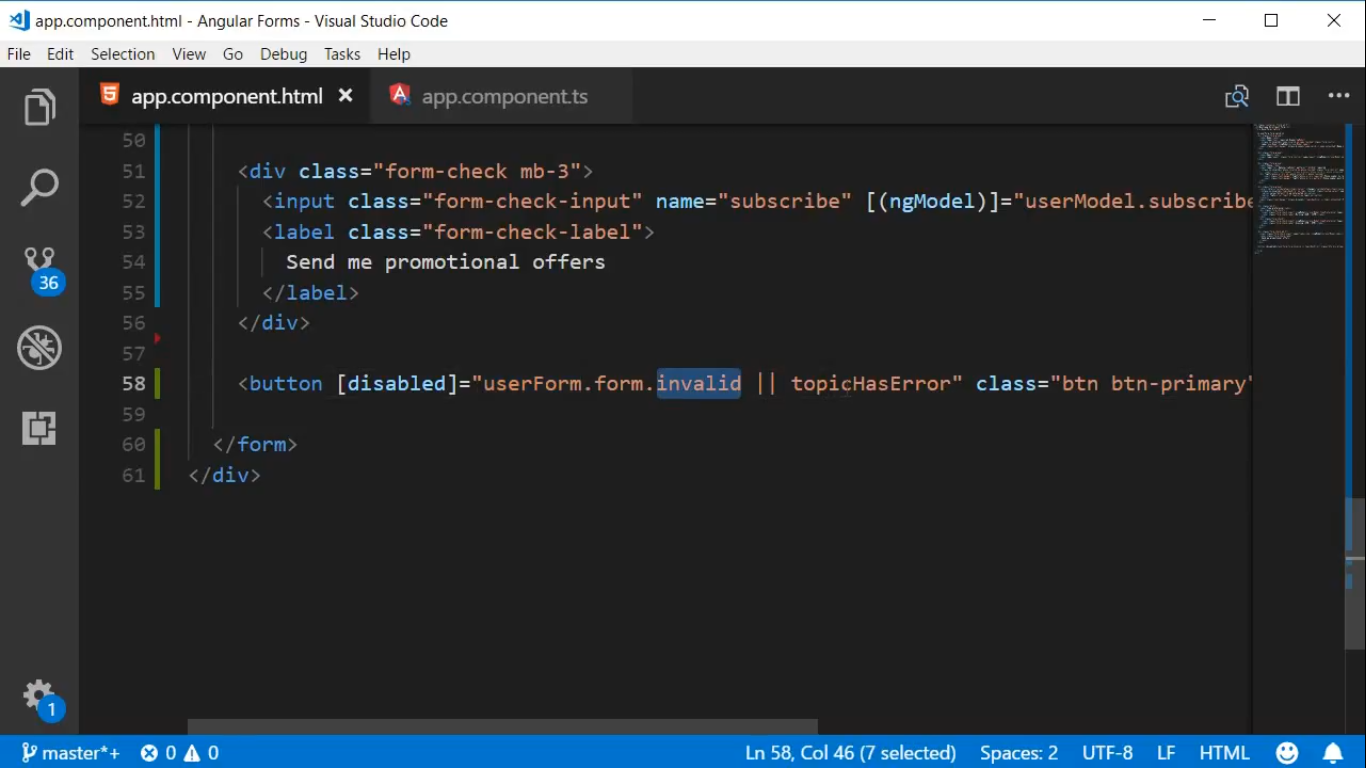 app.component.html - Angular Forms - Visual Studio Code
File Edit Selection View Go Debug Tasks Help
app.component.html app.component.ts
50
51 <div class="form-check mb-3">
52 <input class="form-check-input" name="subscribe" [(ngModel)]="userModel.subscribe
53 <label class="form-check-label">
54 Send me promotional offers
55 </label>
56 </div>
57
58 <button [disabled]="userForm.form.invalid || topicHasError" class="btn btn-primary"
59
60 </form>
61 </div>
36
1
master*+ 0 0 Ln 58, Col 46 (7 selected) Spaces: 2 UTF-8 LF HTML